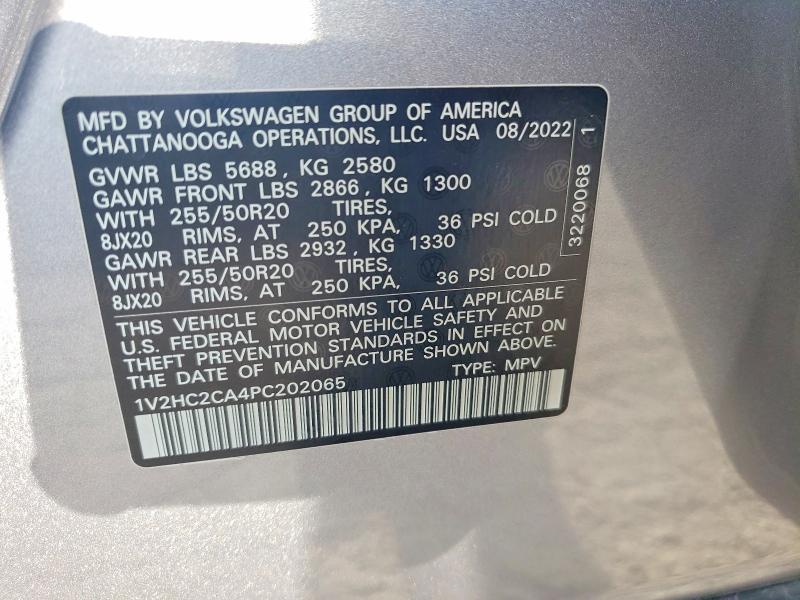 MFD BY VOLKSWAGEN GROUP OF AMERICA
CHATTANOOGA OPERATIONS, LLC. USA 08/2022
GVWR LBS 5688, KG 2580
GAWR FRONT LBS 2866, KG 1300
WITH 255/50R20 TIRES,
8JX20 RIMS, AT 250 KPA, 36 PSI COLD
GAWR REAR LBS 2932, KG 1330
WITH 255/50R20 TIRES,
8JX20 RIMS, AT 250 KPA, 36 PSI COLD
THIS VEHICLE CONFORMS TO ALL APPLICABLE
U.S. FEDERAL MOTOR VEHICLE SAFETY AND
THEFT PREVENTION STANDARDS IN EFFECT ON
THE DATE OF MANUFACTURE SHOWN ABOVE.
1V2HC2CA4PC202065 TYPE: MPV
3220068 1